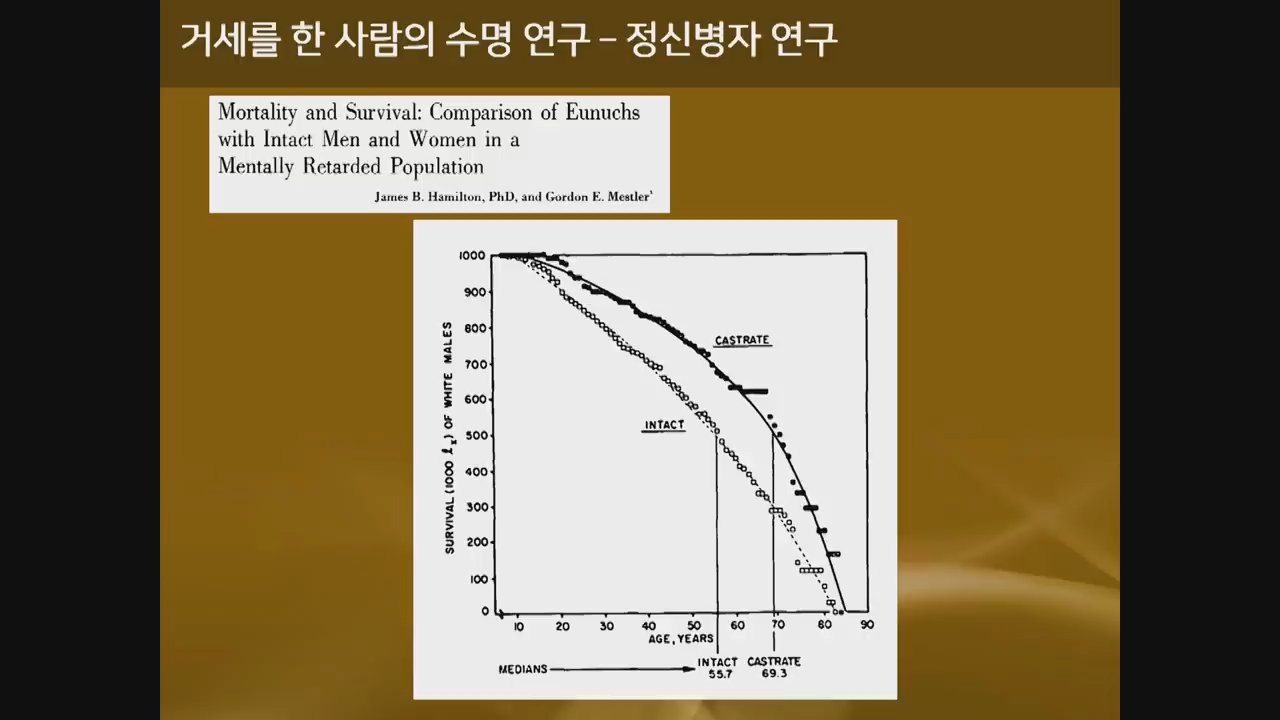 거세를 한 사람의 수명 연구 – 정신병자 연구
Mortality and Survival: Comparison of Eunuchs
with Intact Men and Women in a
Mentally Retarded Population
James B. Hamilton, PhD, and Gordon E. Mestler¹
SURVIVAL (1000 ℓx) OF WHITE MALES
1000
900
800
700
600
500
400
300
200
100
0
CASTRATE
INTACT
10 20 30 40 50 60 70 80 90
AGE, YEARS
MEDIANS
INTACT CASTRATE
55.7 69.3